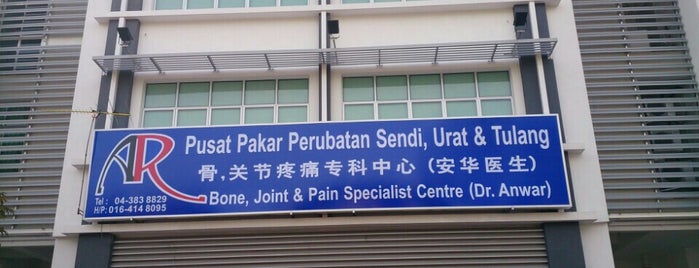 AR
Pusat Pakar Perubatan Sendi, Urat & Tulang
骨,关节疼痛专科中心 (安华医生)
Bone, Joint & Pain Specialist Centre (Dr. Anwar)
Tel : 04-383 8829
H/P: 016-414 8095